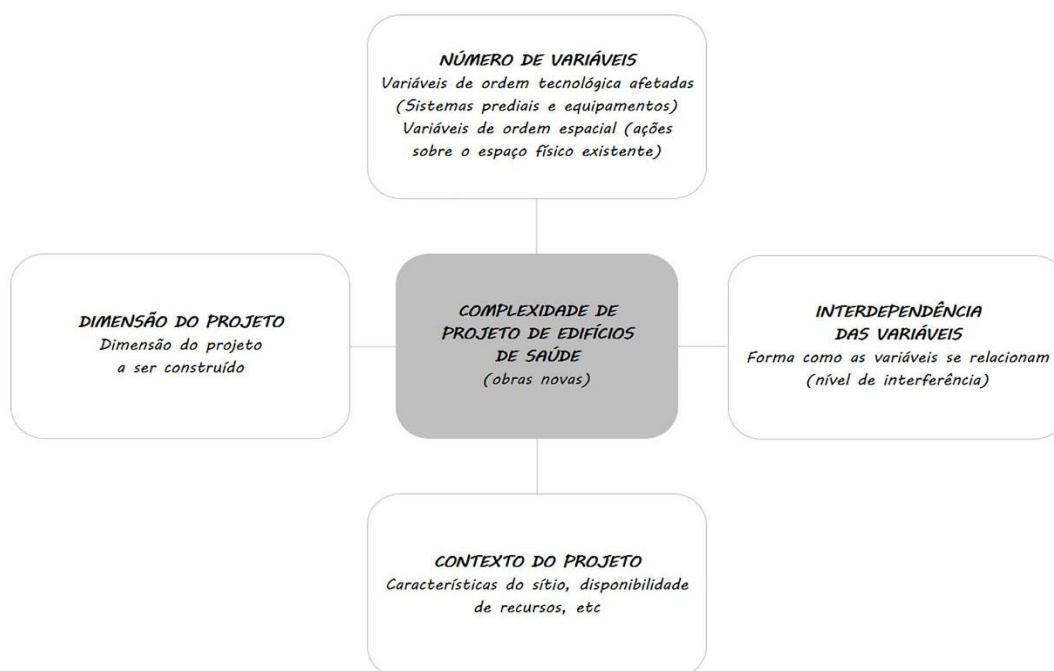 NÚMERO DE VARIÁVEIS
Variáveis de ordem tecnológica afetadas
(Sistemas prediais e equipamentos)
Variáveis de ordem espacial (ações
sobre o espaço físico existente)
DIMENSÃO DO PROJETO
Dimensão do projeto
a ser construído
COMPLEXIDADE DE
PROJETO DE EDIFÍCIOS
DE SAÚDE
(obras novas)
INTERDEPENDÊNCIA
DAS VARIÁVEIS
Forma como as variáveis se relacionam
(nível de interferência)
CONTEXTO DO PROJETO
Características do sítio, disponibilidade
de recursos, etc